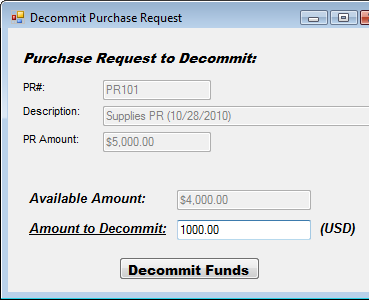 Decommit Purchase Request
Purchase Request to Decommit:
PR#: PR101
Description: Supplies PR (10/28/2010)
PR Amount: $5,000.00
Available Amount: $4,000.00
Amount to Decommit: 1000.00 (USD)
Decommit Funds